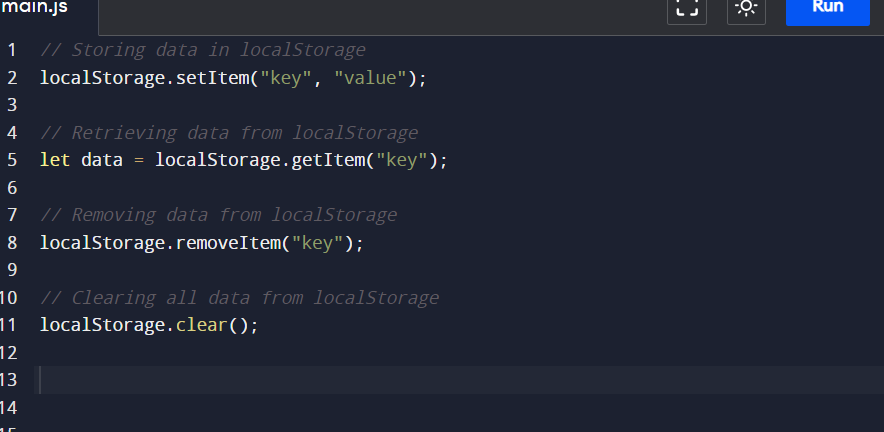 main.js
Run
1 // Storing data in localStorage
2 localStorage.setItem("key", "value");
3
4 // Retrieving data from localStorage
5 let data = localStorage.getItem("key");
6
7 // Removing data from localStorage
8 localStorage.removeItem("key");
9
10 // Clearing all data from localStorage
11 localStorage.clear();
12
13
14
15